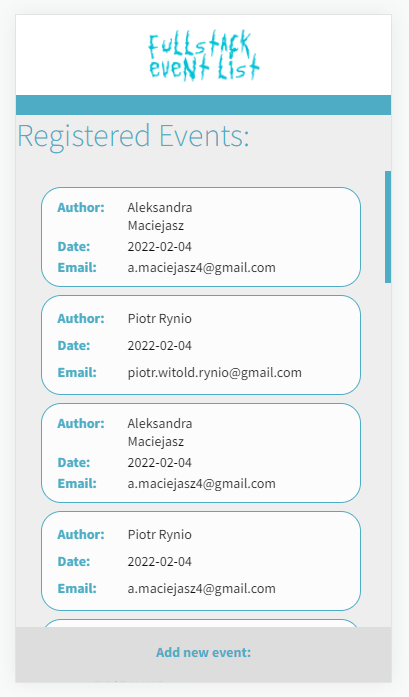 Fullstack
event list
Registered Events:
Author: Aleksandra
Maciejasz
Date: 2022-02-04
Email: a.maciejasz4@gmail.com
Author: Piotr Rynio
Date: 2022-02-04
Email: piotr.witold.rynio@gmail.com
Author: Aleksandra
Maciejasz
Date: 2022-02-04
Email: a.maciejasz4@gmail.com
Author: Piotr Rynio
Date: 2022-02-04
Email: a.maciejasz4@gmail.com
Add new event: